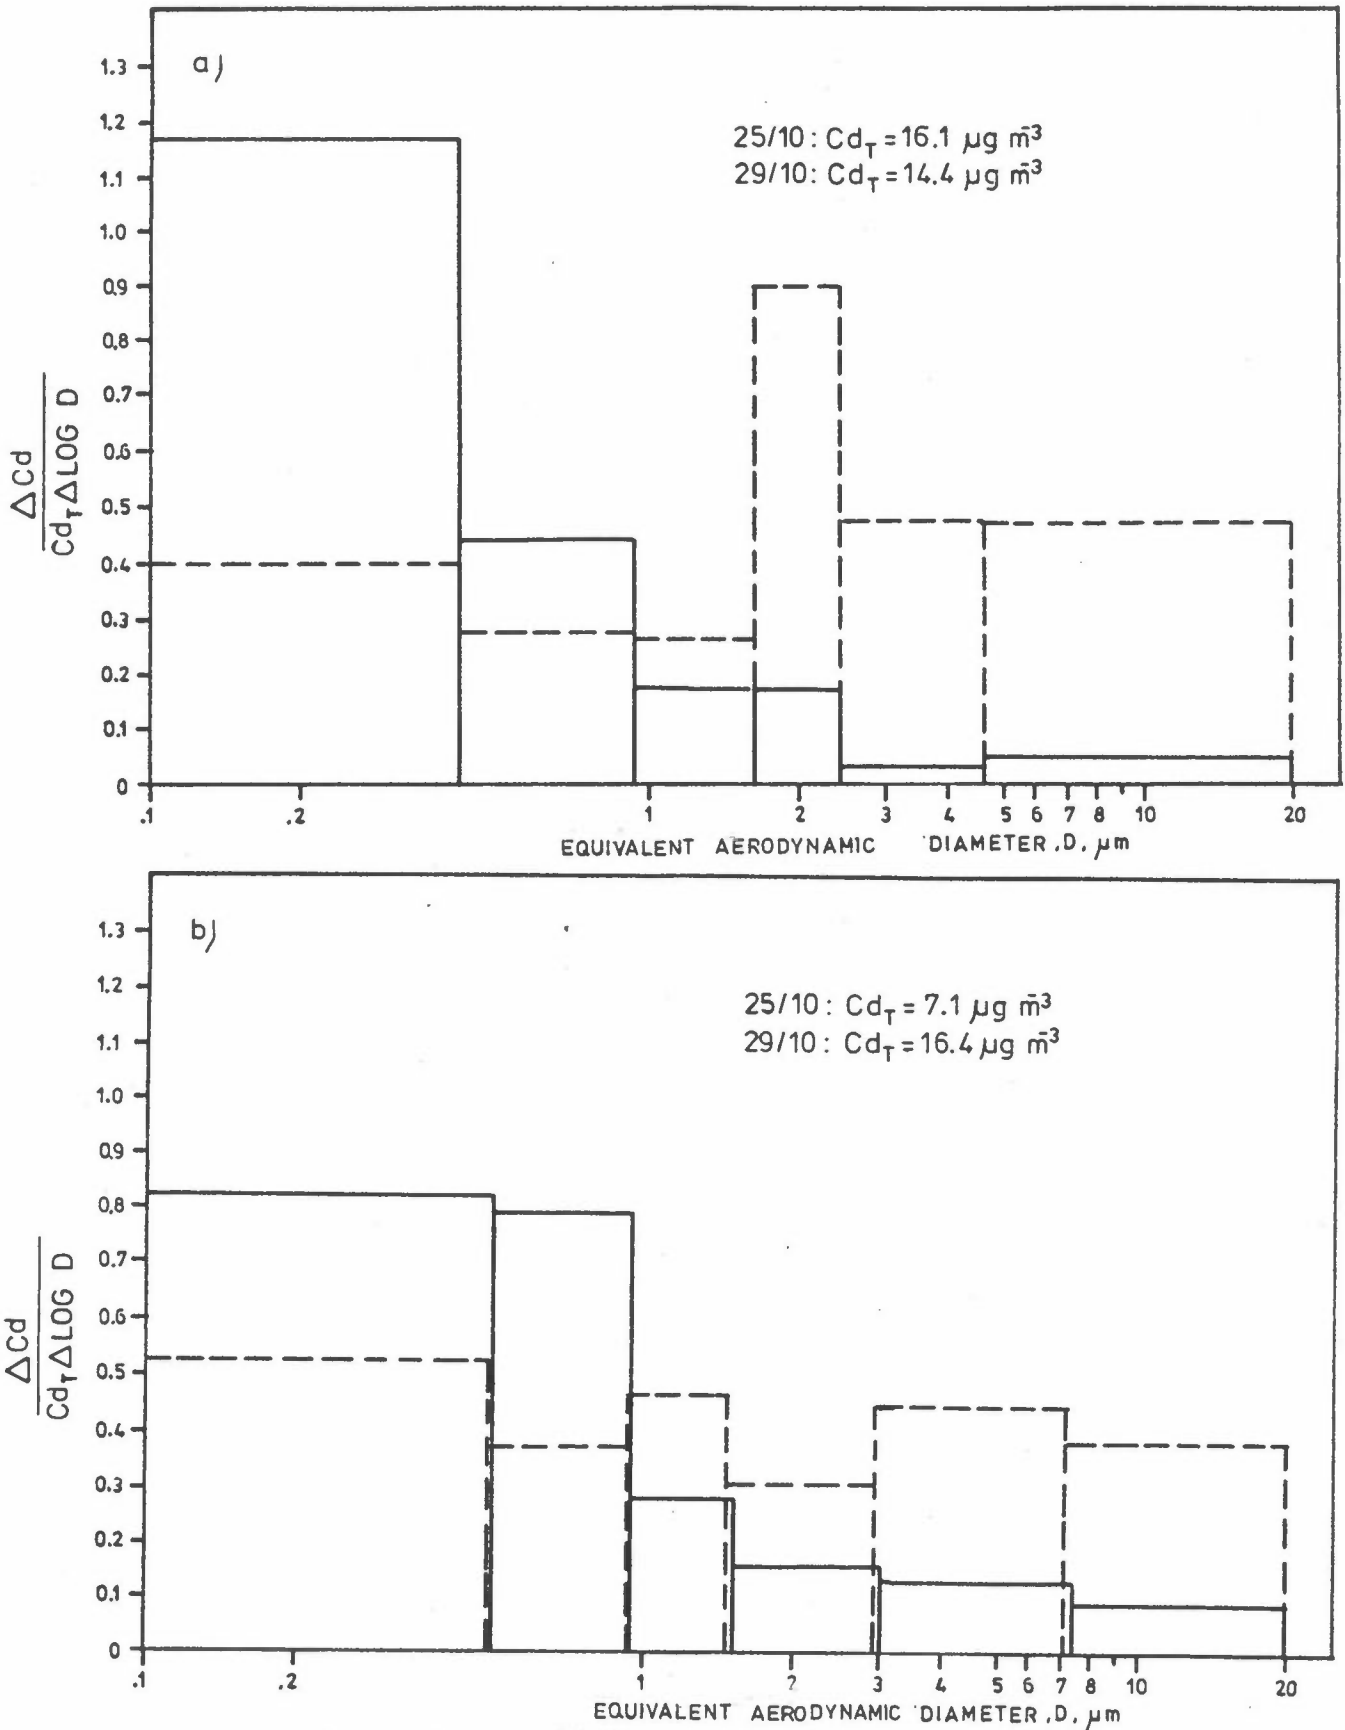 a)
25/10: Cd_T = 16.1 µg m̄³
29/10: Cd_T = 14.4 µg m̄³
1.3
1.2
1.1
1.0
0.9
0.8
0.7
0.6
0.5
0.4
0.3
0.2
0.1
0
ΔCd
Cd_T ΔLOG D
.1 .2 1 2 3 4 5 6 7 8 10 20
EQUIVALENT AERODYNAMIC DIAMETER, D, µm
b)
25/10: Cd_T = 7.1 µg m̄³
29/10: Cd_T = 16.4 µg m̄³
1.3
1.2
1.1
1.0
0.9
0.8
0.7
0.6
0.5
0.4
0.3
0.2
0.1
0
ΔCd
Cd_T ΔLOG D
.1 .2 1 2 3 4 5 6 7 8 10 20
EQUIVALENT AERODYNAMIC DIAMETER, D, µm